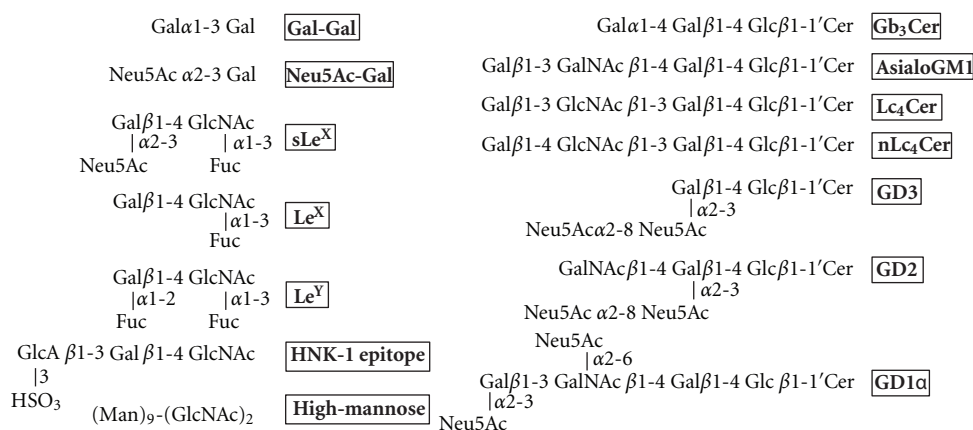 Galα1-3 Gal Gal-Gal
Neu5Ac α2-3 Gal Neu5Ac-Gal
Galβ1-4 GlcNAc sLeX
|α2-3 |α1-3
Neu5Ac Fuc
Galβ1-4 GlcNAc LeX
|α1-3
Fuc
Galβ1-4 GlcNAc LeY
|α1-2 |α1-3
Fuc Fuc
GlcA β1-3 Gal β1-4 GlcNAc HNK-1 epitope
|3
HSO3
(Man)9-(GlcNAc)2 High-mannose
Galα1-4 Galβ1-4 Glcβ1-1′Cer Gb3Cer
Galβ1-3 GalNAc β1-4 Galβ1-4 Glcβ1-1′Cer AsialoGM1
Galβ1-3 GlcNAc β1-3 Galβ1-4 Glcβ1-1′Cer Lc4Cer
Galβ1-4 GlcNAc β1-3 Galβ1-4 Glcβ1-1′Cer nLc4Cer
Galβ1-4 Glcβ1-1′Cer GD3
|α2-3
Neu5Acα2-8 Neu5Ac
GalNAcβ1-4 Galβ1-4 Glcβ1-1′Cer GD2
|α2-3
Neu5Ac α2-8 Neu5Ac
Neu5Ac
|α2-6
Galβ1-3 GalNAc β1-4 Galβ1-4 Glc β1-1′Cer GD1α
|α2-3
Neu5Ac